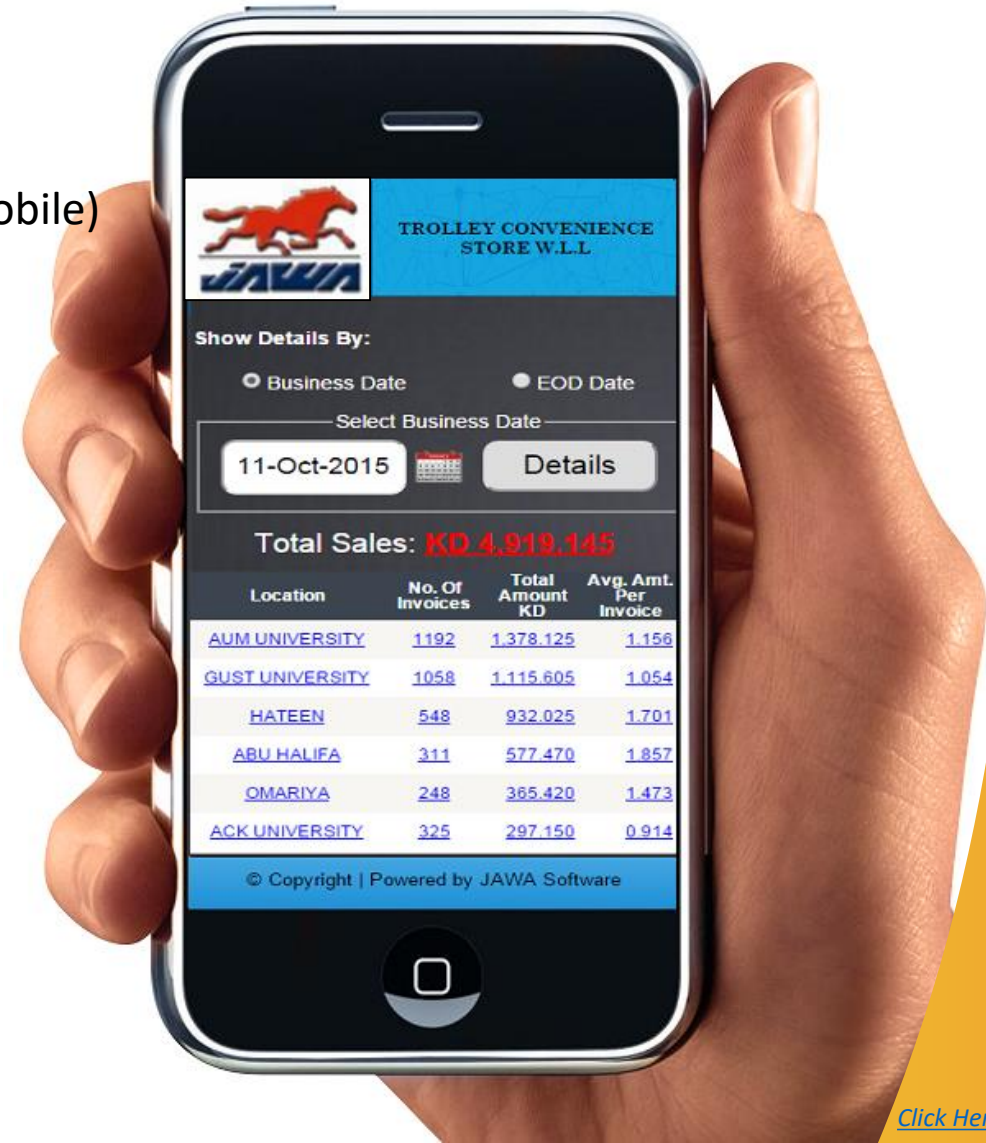 obile)
JAWA
TROLLEY CONVENIENCE
STORE W.L.L
Show Details By:
Business Date EOD Date
Select Business Date
11-Oct-2015 Details
Total Sales: KD 4,919.145
Location No. Of Invoices Total Amount KD Avg. Amt. Per Invoice
AUM UNIVERSITY 1192 1,378.125 1.156
GUST UNIVERSITY 1058 1,115.605 1.054
HATEEN 548 932.025 1.701
ABU HALIFA 311 577.470 1.857
OMARIYA 248 365.420 1.473
ACK UNIVERSITY 325 297.150 0.914
© Copyright | Powered by JAWA Software
Click Her